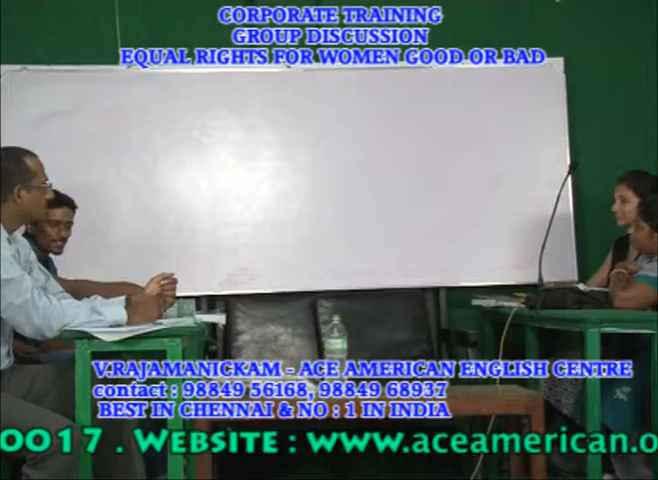 CORPORATE TRAINING
GROUP DISCUSSION
EQUAL RIGHTS FOR WOMEN GOOD OR BAD
V.RAJAMANICKAM - ACE AMERICAN ENGLISH CENTRE
contact : 98849 56168, 98849 68937
BEST IN CHENNAI & NO : 1 IN INDIA
0017 . WEBSITE : WWW.aceamerican.o